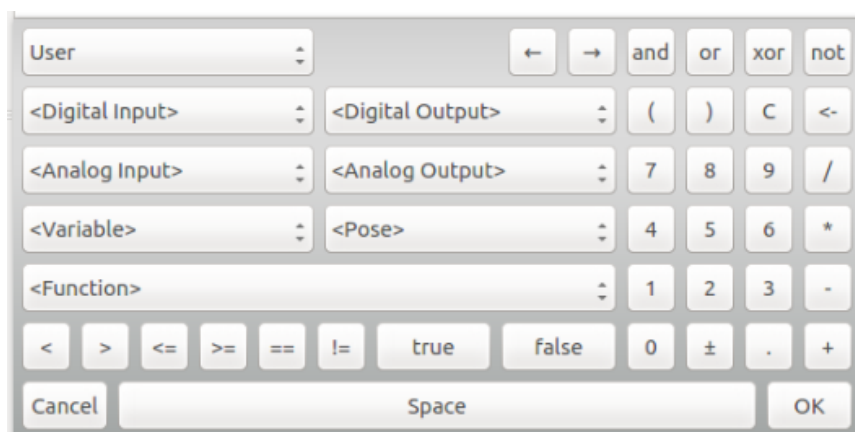 User ← → and or xor not
<Digital Input> <Digital Output> ( ) C <-
<Analog Input> <Analog Output> 7 8 9 /
<Variable> <Pose> 4 5 6 *
<Function> 1 2 3 -
< > <= >= == != true false 0 ± . +
Cancel Space OK